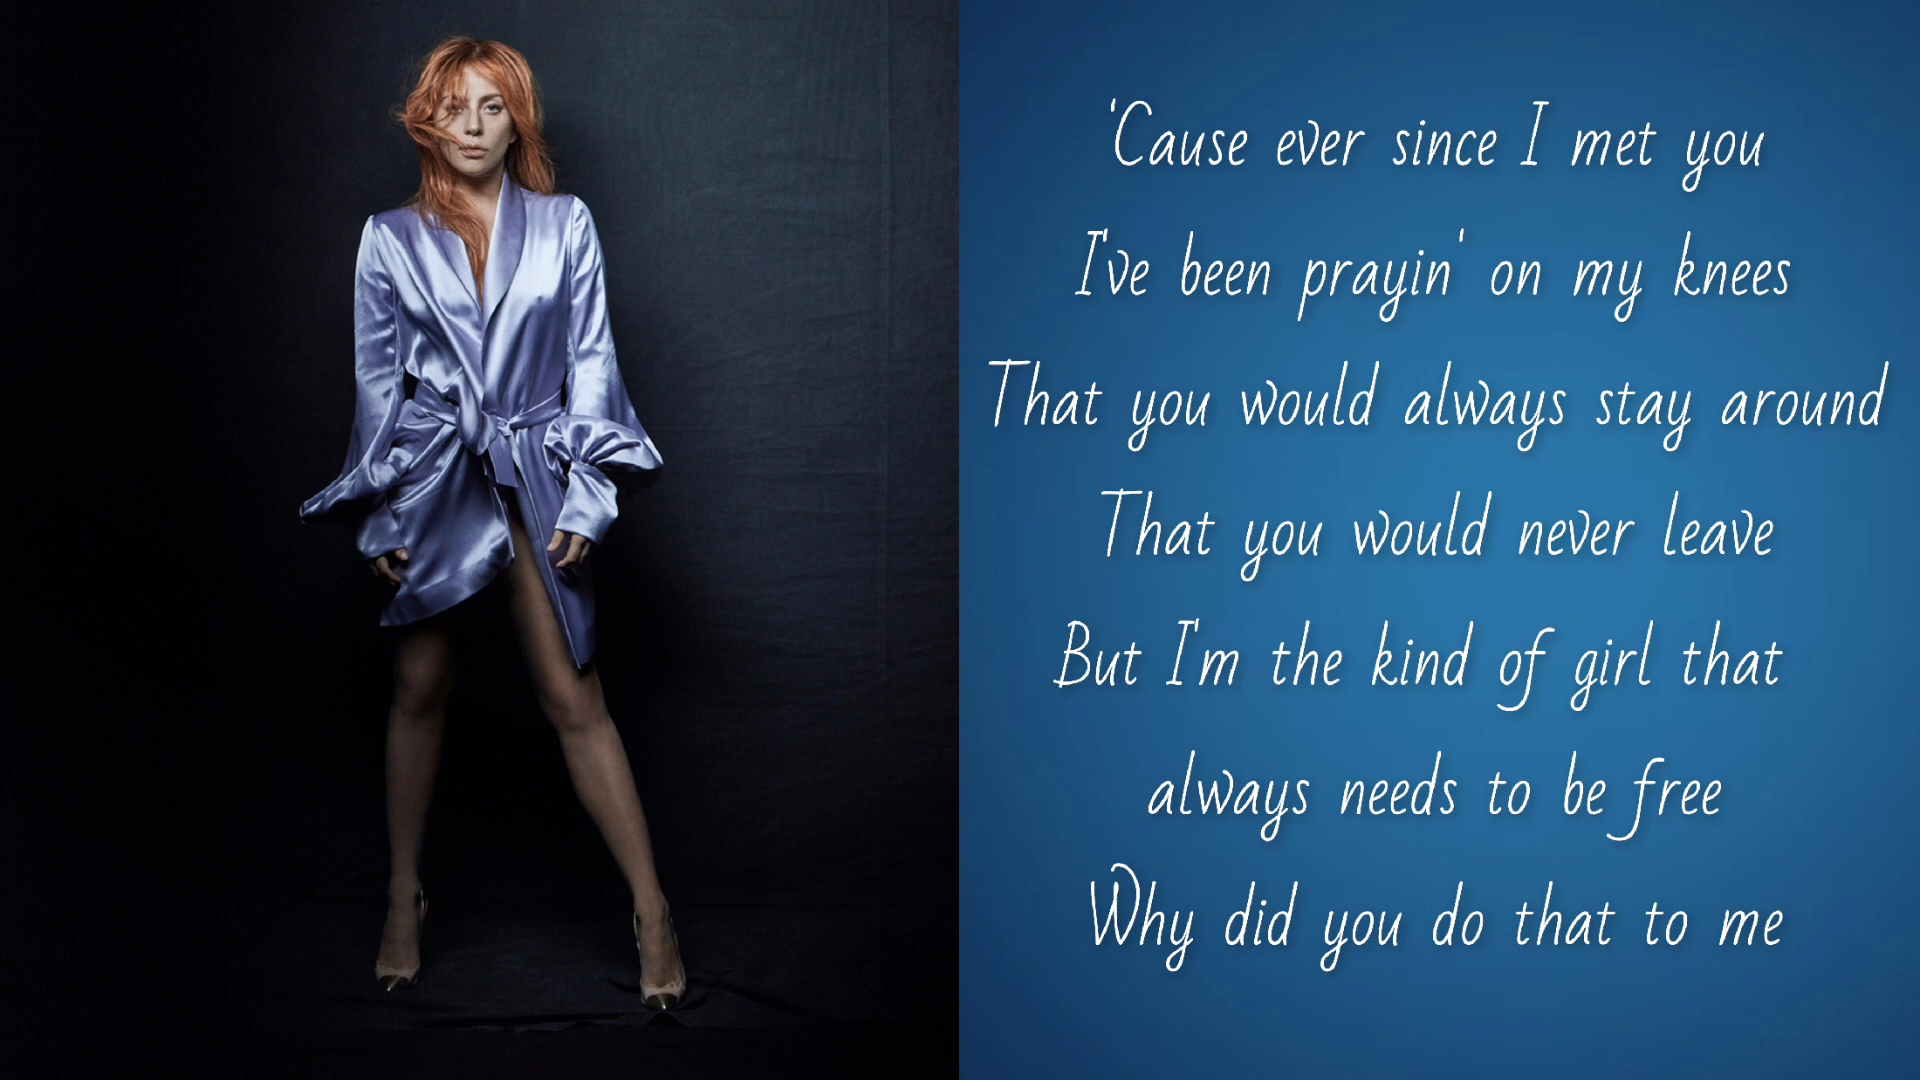 'Cause ever since I met you
I've been prayin' on my knees
That you would always stay around
That you would never leave
But I'm the kind of girl that
always needs to be free
Why did you do that to me